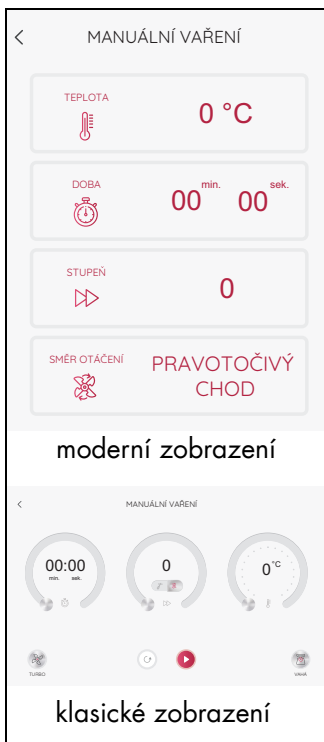 MANUÁLNÍ VAŘENÍ
TEPLOTA
0 °C
DOBA
00 min. 00 sek.
STUPEŇ
0
SMĚR OTÁČENÍ
PRAVOTOČIVÝ
CHOD
moderní zobrazení
MANUÁLNÍ VAŘENÍ
00:00
min. sek.
0
0°C
TURBO
VÁHA
klasické zobrazení